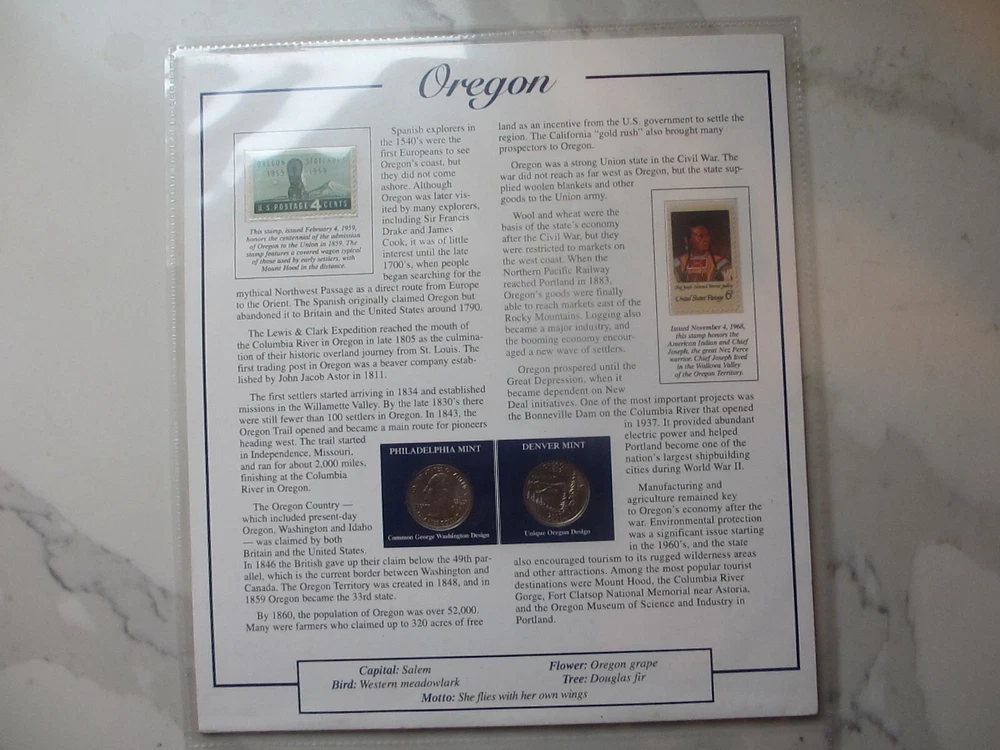 Oregon
OREGON STATEHOOD
1859 1959
U.S. POSTAGE 4 CENTS
This stamp, issued February 4, 1959,
honors the centennial of the admission
of Oregon to the Union in 1859. The
stamp features a covered wagon typical
of those used by early settlers, with
Mount Hood in the distance.
Spanish explorers in
the 1540's were the
first Europeans to see
Oregon's coast, but
they did not come
ashore. Although
Oregon was later vis-
ited by many explorers,
including Sir Francis
Drake and James
Cook, it was of little
interest until the late
1700's, when people
began searching for the
mythical Northwest Passage as a direct route from Europe
to the Orient. The Spanish originally claimed Oregon but
abandoned it to Britain and the United States around 1790.
The Lewis & Clark Expedition reached the mouth of
the Columbia River in Oregon in late 1805 as the culmina-
tion of their historic overland journey from St. Louis. The
first trading post in Oregon was a beaver company estab-
lished by John Jacob Astor in 1811.
The first settlers started arriving in 1834 and established
missions in the Willamette Valley. By the late 1830's there
were still fewer than 100 settlers in Oregon. In 1843, the
Oregon Trail opened and became a main route for pioneers
heading west. The trail started
in Independence, Missouri,
and ran for about 2,000 miles,
finishing at the Columbia
River in Oregon.
The Oregon Country —
which included present-day
Oregon, Washington and Idaho
— was claimed by both
Britain and the United States.
In 1846 the British gave up their claim below the 49th par-
allel, which is the current border between Washington and
Canada. The Oregon Territory was created in 1848, and in
1859 Oregon became the 33rd state.
By 1860, the population of Oregon was over 52,000.
Many were farmers who claimed up to 320 acres of free
PHILADELPHIA MINT
Common George Washington Design
DENVER MINT
Unique Oregon Design
land as an incentive from the U.S. government to settle the
region. The California "gold rush" also brought many
prospectors to Oregon.
Oregon was a strong Union state in the Civil War. The
war did not reach as far west as Oregon, but the state sup-
plied woolen blankets and other
goods to the Union army.
Wool and wheat were the
basis of the state's economy
after the Civil War, but they
were restricted to markets on
the west coast. When the
Northern Pacific Railway
reached Portland in 1883,
Oregon's goods were finally
able to reach markets east of the
Rocky Mountains. Logging also
became a major industry, and
the booming economy encour-
aged a new wave of settlers.
United States Postage 6¢
Issued November 4, 1968,
this stamp honors the
American Indian and Chief
Joseph, the great Nez Perce
warrior. Chief Joseph lived
in the Wallowa Valley
of the Oregon Territory.
Oregon prospered until the
Great Depression, when it
became dependent on New
Deal initiatives. One of the most important projects was
the Bonneville Dam on the Columbia River that opened
in 1937. It provided abundant
electric power and helped
Portland become one of the
nation's largest shipbuilding
cities during World War II.
Manufacturing and
agriculture remained key
to Oregon's economy after the
war. Environmental protection
was a significant issue starting
in the 1960's, and the state
also encouraged tourism to its rugged wilderness areas
and other attractions. Among the most popular tourist
destinations were Mount Hood, the Columbia River
Gorge, Fort Clatsop National Memorial near Astoria,
and the Oregon Museum of Science and Industry in
Portland.
Capital: Salem Flower: Oregon grape
Bird: Western meadowlark Tree: Douglas fir
Motto: She flies with her own wings